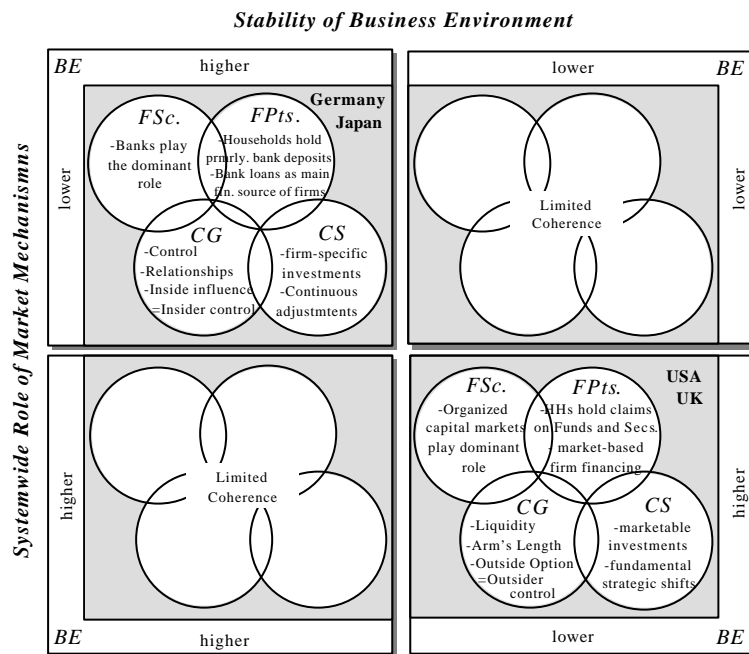 Stability of Business Environment
Systemwide Role of Market Mechanismns
BE
higher
lower
BE
lower
Germany
Japan
FSc.
-Banks play
the dominant
role
FPts.
-Households hold
prmrly. bank deposits
-Bank loans as main
fin. source of firms
CG
-Control
-Relationships
-Inside influence
=Insider control
CS
-firm-specific
investments
-Continuous
adjustmtents
Limited
Coherence
higher
Limited
Coherence
BE
higher
USA
UK
FSc.
-Organized
capital markets
play dominant
role
FPts.
-HHs hold claims
on Funds and Secs.
- market-based
firm financing
CG
-Liquidity
-Arm's Length
-Outside Option
=Outsider
control
CS
-marketable
investments
-fundamental
strategic shifts
higher
lower
BE